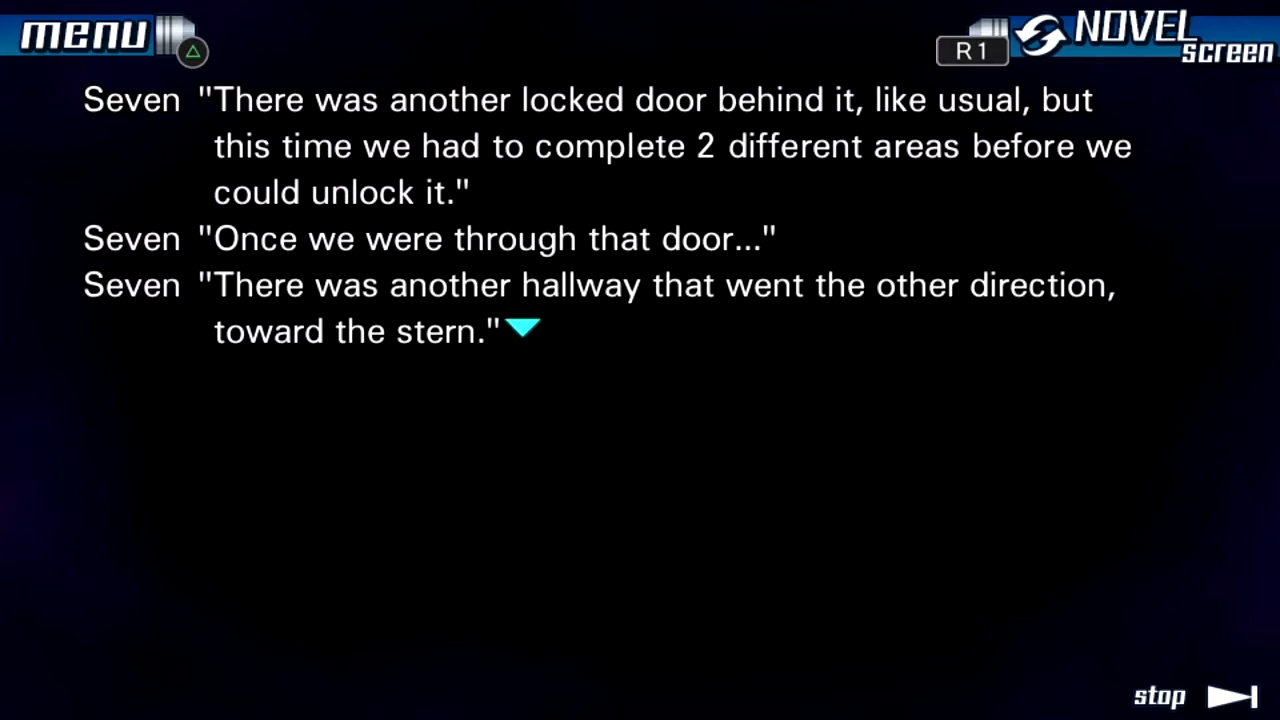 menu
△
R1
NOVEL
screen
Seven "There was another locked door behind it, like usual, but
this time we had to complete 2 different areas before we
could unlock it."
Seven "Once we were through that door..."
Seven "There was another hallway that went the other direction,
toward the stern."
stop